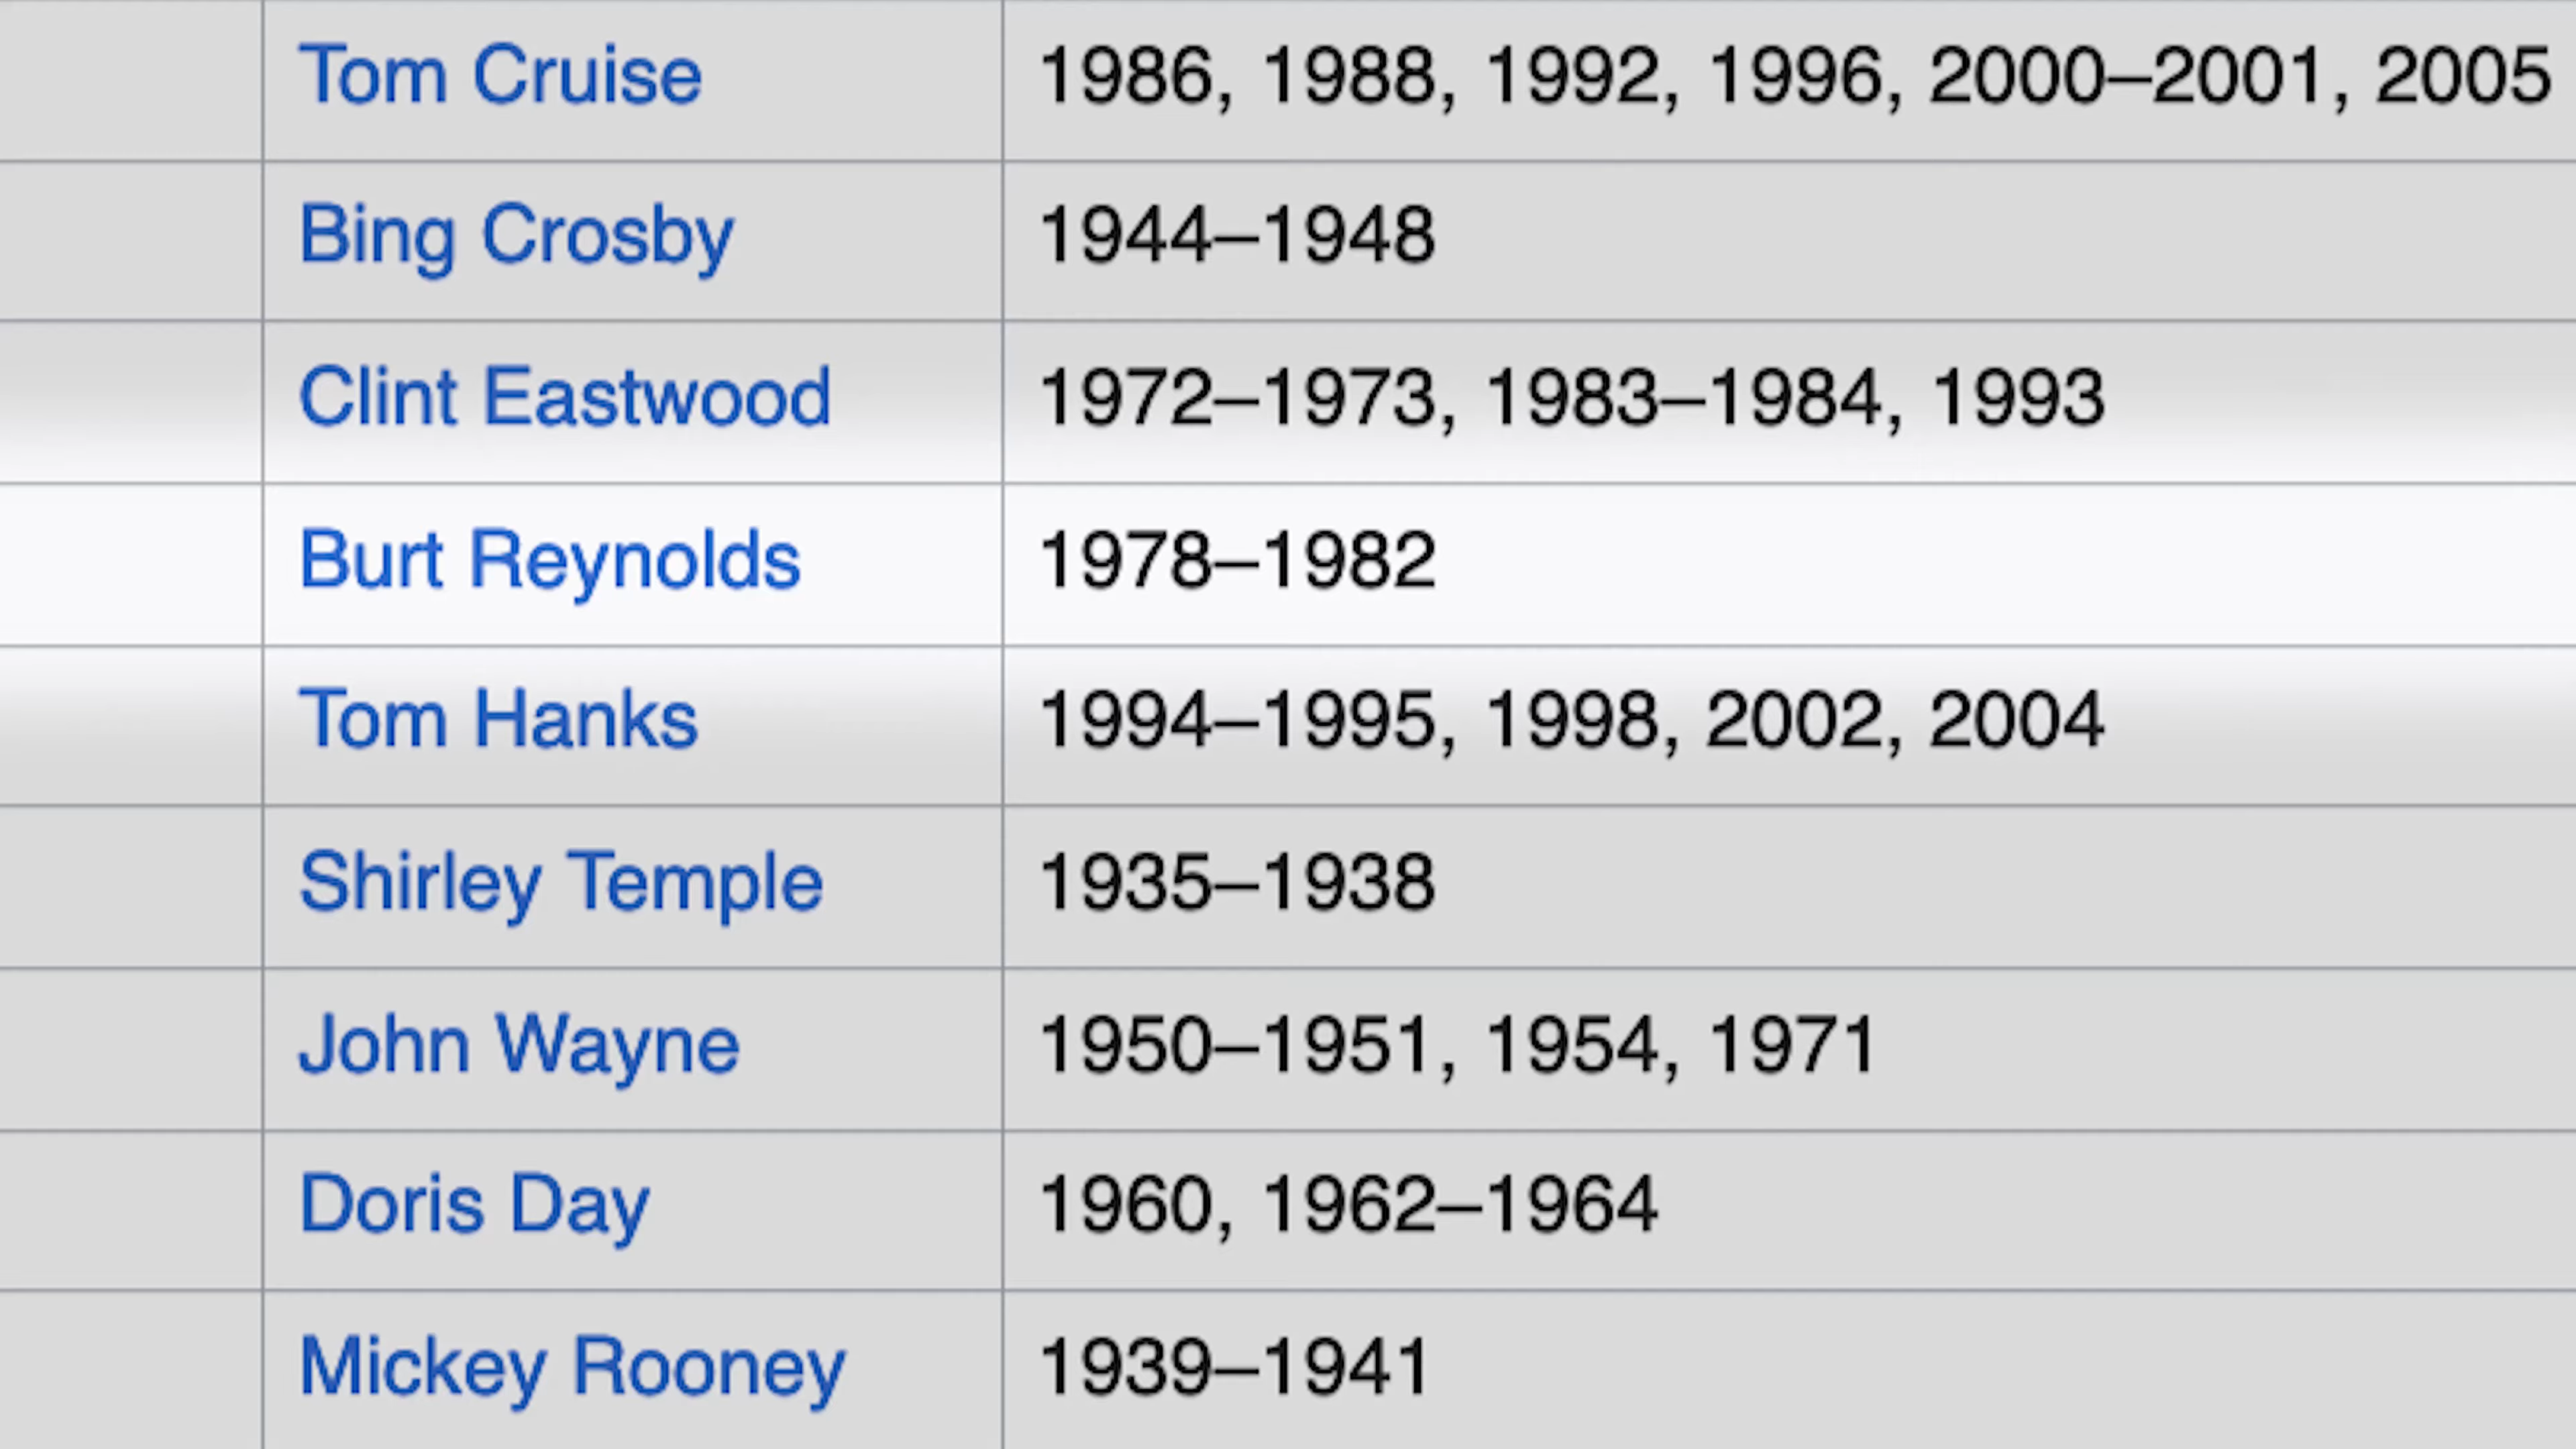 Tom Cruise 1986, 1988, 1992, 1996, 2000–2001, 2005
Bing Crosby 1944–1948
Clint Eastwood 1972–1973, 1983–1984, 1993
Burt Reynolds 1978–1982
Tom Hanks 1994–1995, 1998, 2002, 2004
Shirley Temple 1935–1938
John Wayne 1950–1951, 1954, 1971
Doris Day 1960, 1962–1964
Mickey Rooney 1939–1941